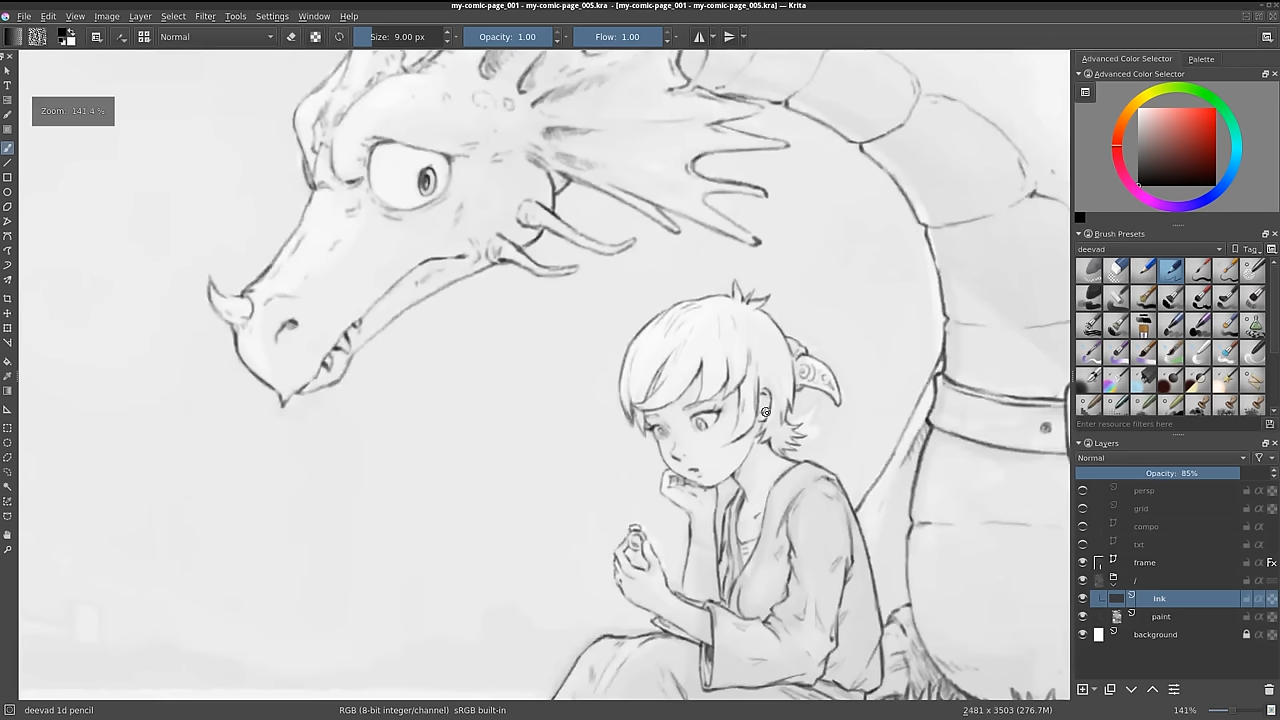 my-comic-page_001 - my-comic-page_005.kra - [my-comic-page_001 - my-comic-page_005.kra] — Krita
File Edit View Image Layer Select Filter Tools Settings Window Help
Normal Size: 9.00 px Opacity: 1.00 Flow: 1.00
Zoom: 141.4 %
Advanced Color Selector Palette
Advanced Color Selector
Brush Presets
deevad Tag
Enter resource filters here
Layers
Normal
Opacity: 85%
persp
grid
compo
txt
frame
/
ink
paint
background
deevad 1d pencil RGB (8-bit integer/channel) sRGB built-in 2481 x 3503 (276.7M) 141%